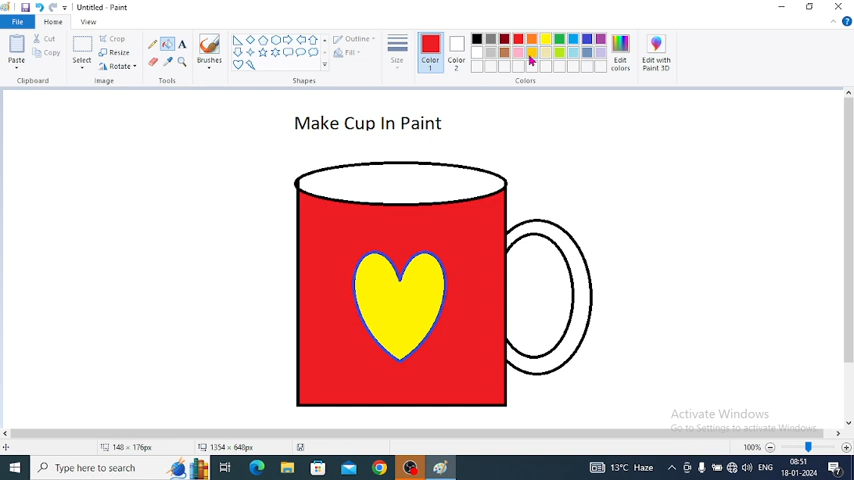 Untitled - Paint
File Home View
Paste Cut Copy Select Crop Resize Rotate Brushes Shapes Outline Fill Size Color 1 Color 2 Edit colors Edit with Paint 3D
Clipboard Image Tools Shapes Colors
Make Cup In Paint
Activate Windows
Go to Settings to activate Windows.
148 × 176px 1354 × 648px 100%
Type here to search 13°C Haze ENG 08:51 18-01-2024 7